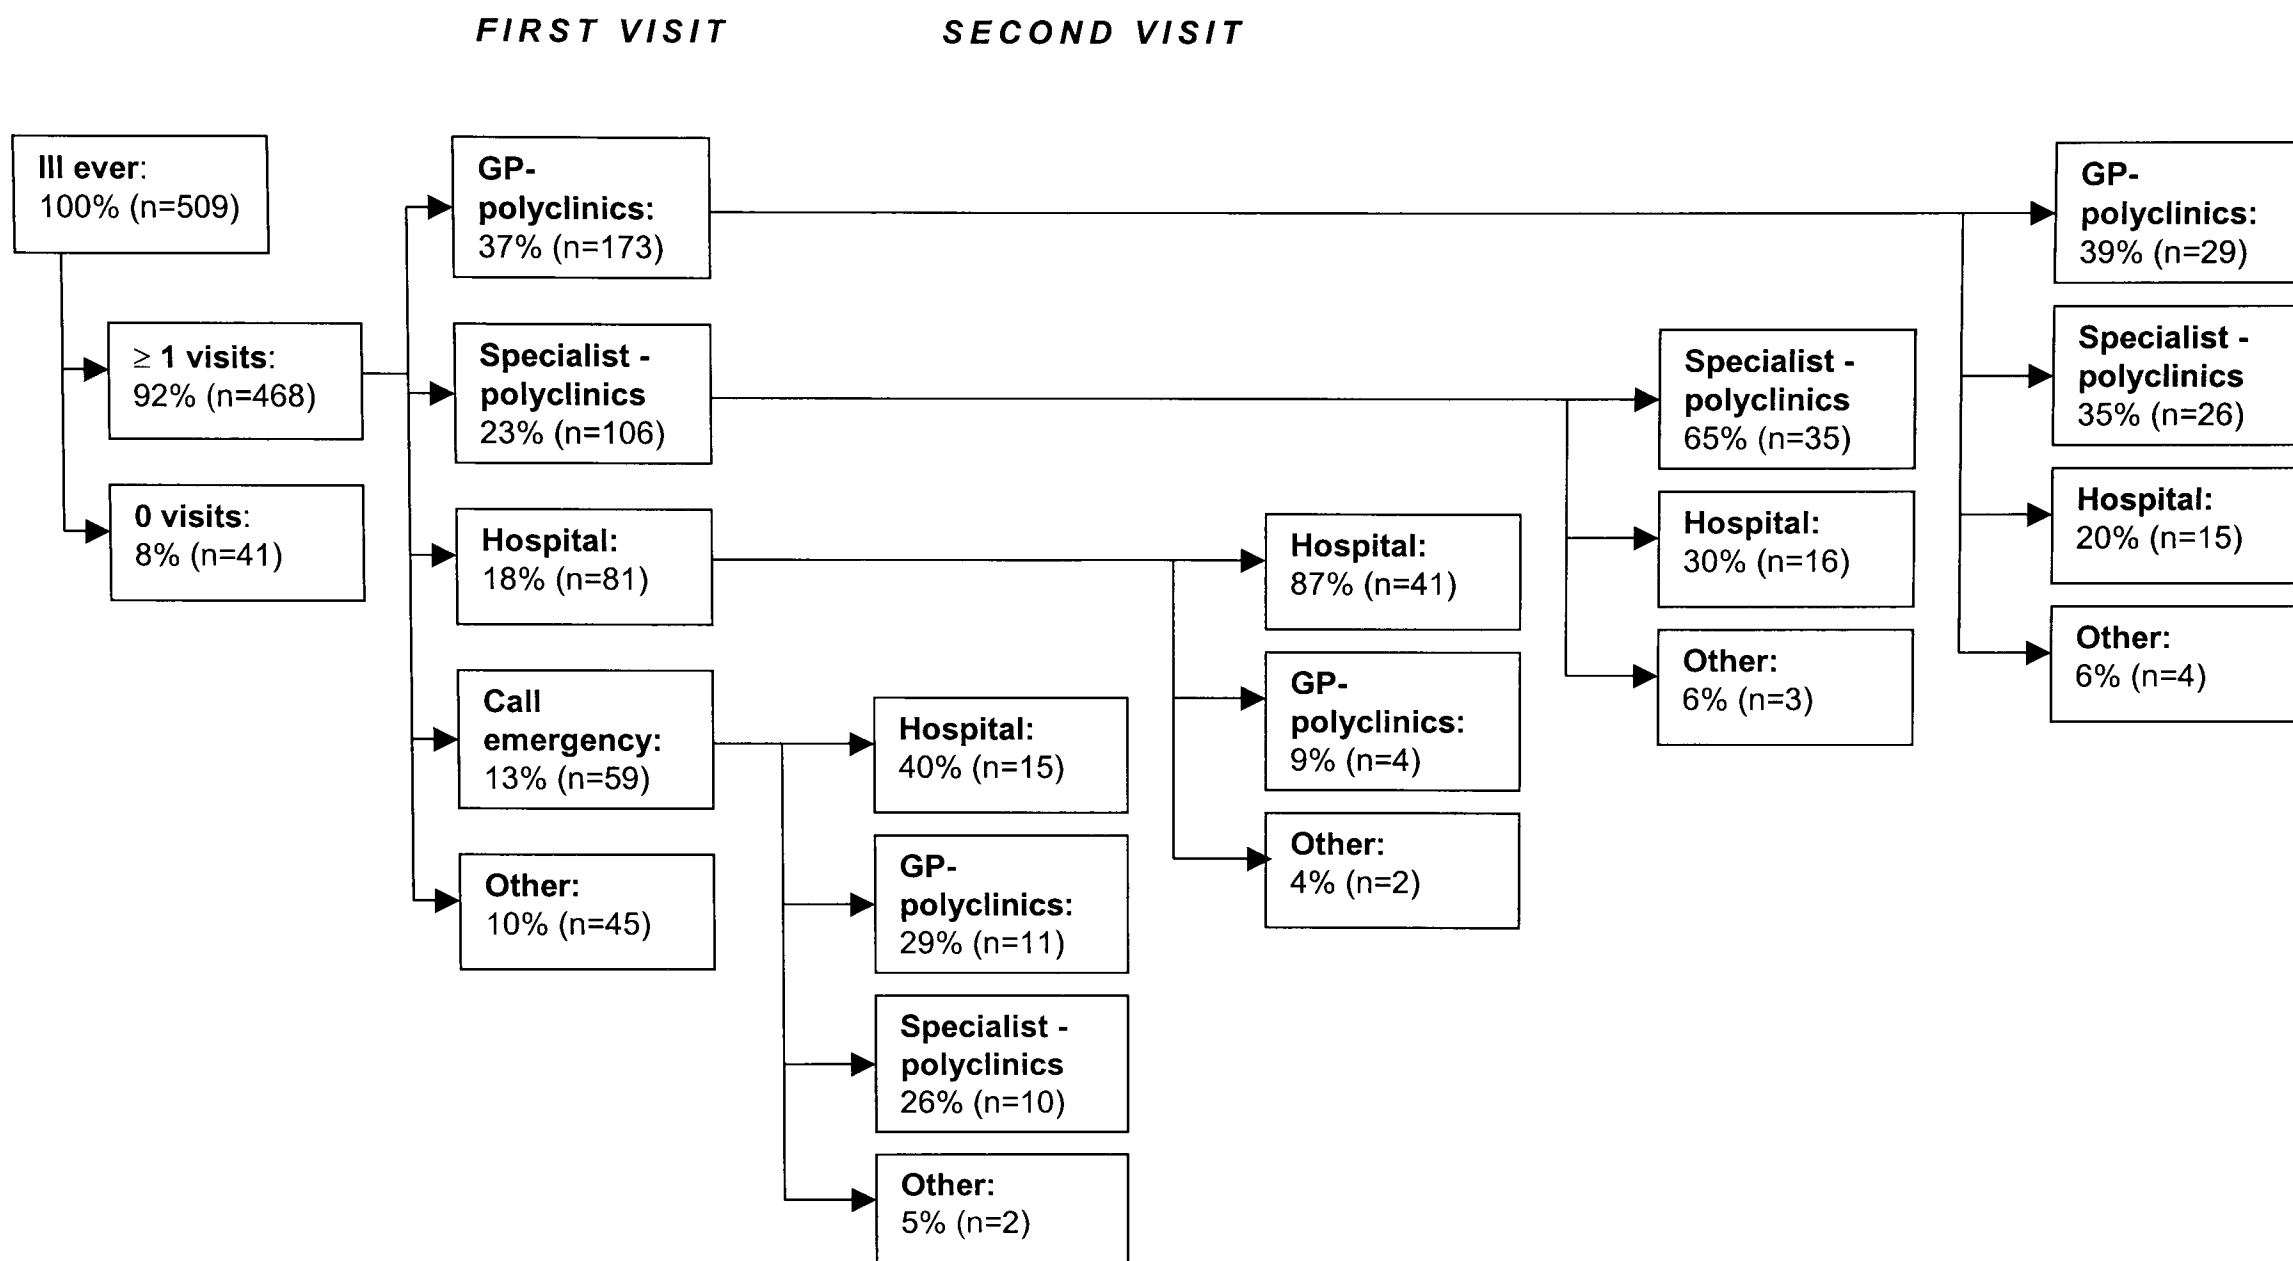 FIRST VISIT
SECOND VISIT
Ill ever:
100% (n=509)
≥ 1 visits:
92% (n=468)
0 visits:
8% (n=41)
GP-
polyclinics:
37% (n=173)
Specialist -
polyclinics
23% (n=106)
Hospital:
18% (n=81)
Call
emergency:
13% (n=59)
Other:
10% (n=45)
Hospital:
40% (n=15)
GP-
polyclinics:
29% (n=11)
Specialist -
polyclinics
26% (n=10)
Other:
5% (n=2)
Hospital:
87% (n=41)
GP-
polyclinics:
9% (n=4)
Other:
4% (n=2)
Specialist -
polyclinics
65% (n=35)
Hospital:
30% (n=16)
Other:
6% (n=3)
GP-
polyclinics:
39% (n=29)
Specialist -
polyclinics
35% (n=26)
Hospital:
20% (n=15)
Other:
6% (n=4)